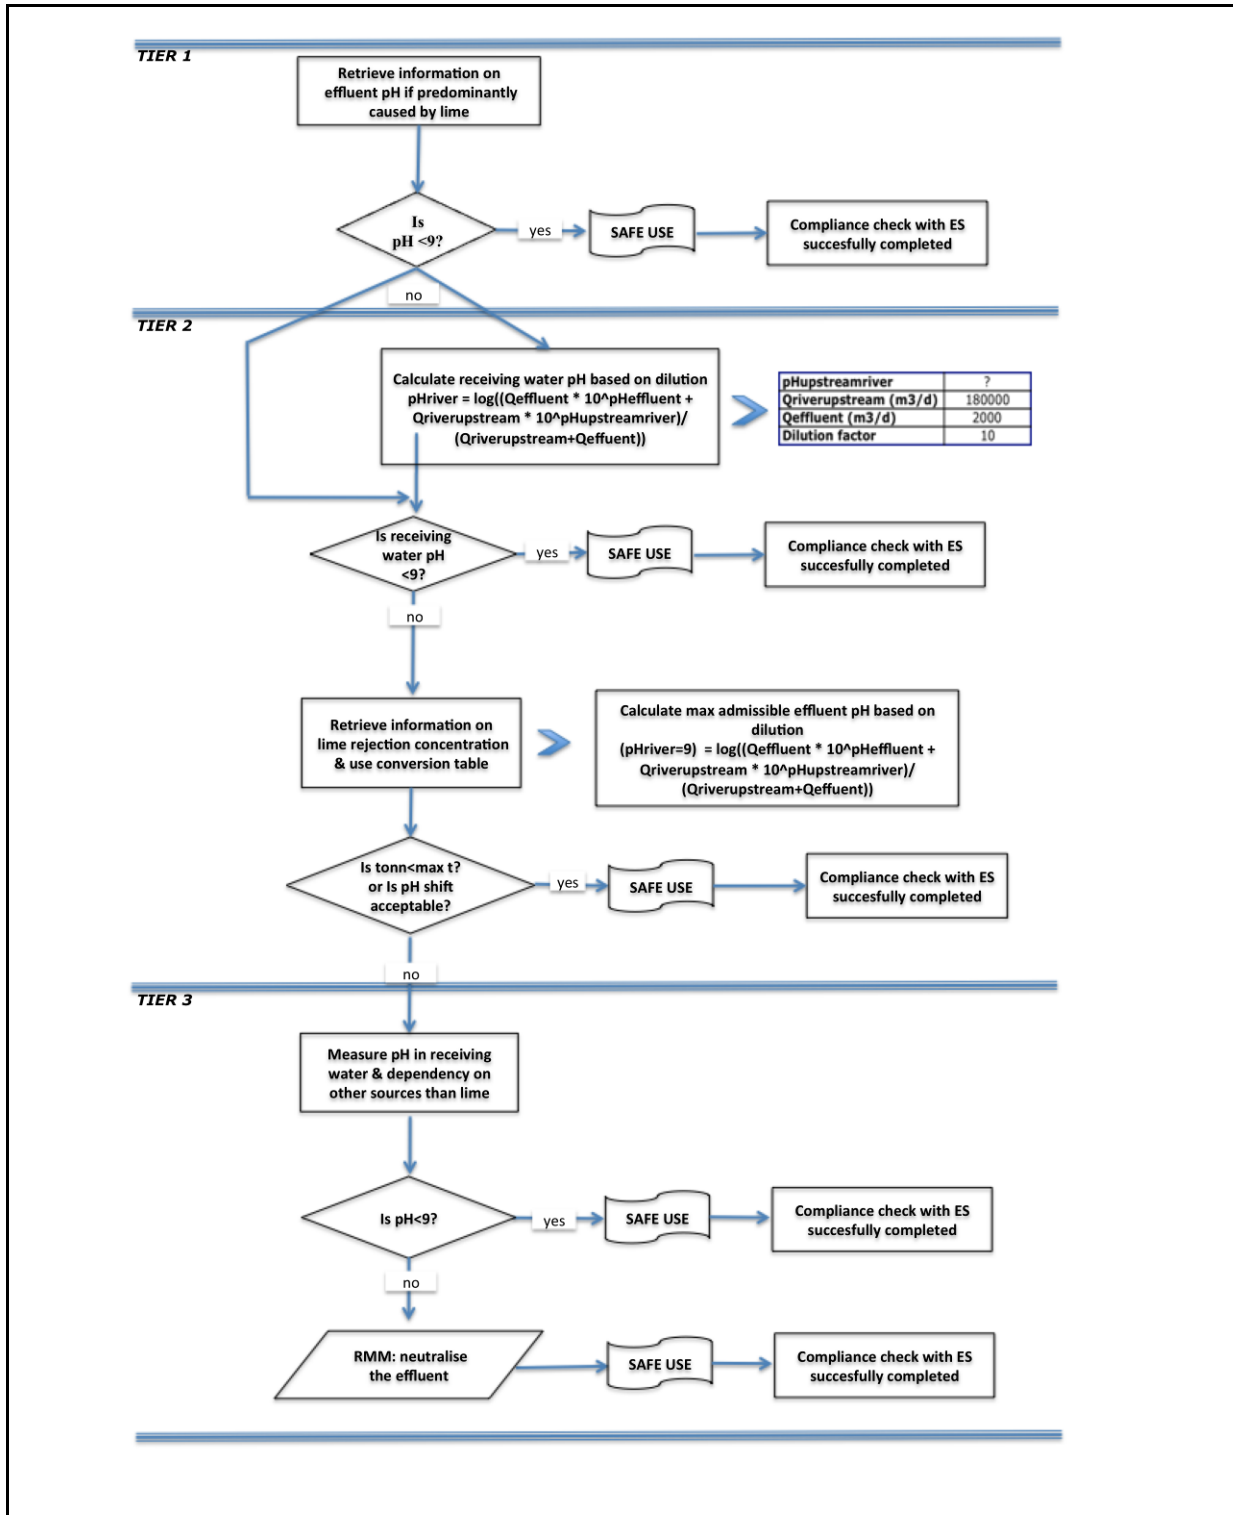 TIER 1
Retrieve information on
effluent pH if predominantly
caused by lime
Is
pH <9?
yes
SAFE USE
Compliance check with ES
succesfully completed
no
TIER 2
Calculate receiving water pH based on dilution
pHriver = log((Qeffluent * 10^pHeffluent +
Qriverupstream * 10^pHupstreamriver)/
(Qriverupstream+Qeffuent))
pHupstreamriver ?
Qriverupstream (m3/d) 180000
Qeffluent (m3/d) 2000
Dilution factor 10
Is receiving
water pH
<9?
yes
SAFE USE
Compliance check with ES
succesfully completed
no
Retrieve information on
lime rejection concentration
& use conversion table
Calculate max admissible effluent pH based on
dilution
(pHriver=9) = log((Qeffluent * 10^pHeffluent +
Qriverupstream * 10^pHupstreamriver)/
(Qriverupstream+Qeffuent))
Is tonn<max t?
or Is pH shift
acceptable?
yes
SAFE USE
Compliance check with ES
succesfully completed
no
TIER 3
Measure pH in receiving
water & dependency on
other sources than lime
Is pH<9?
yes
SAFE USE
Compliance check with ES
succesfully completed
no
RMM: neutralise
the effluent
SAFE USE
Compliance check with ES
succesfully completed